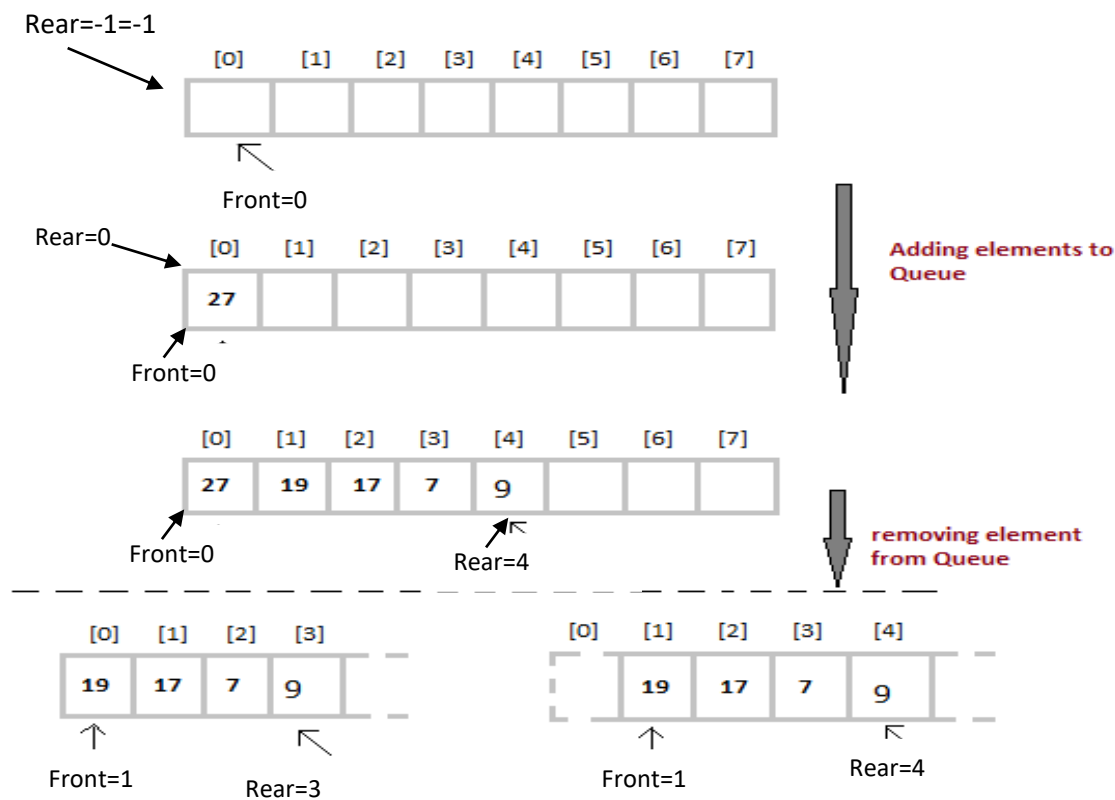 Rear=-1=-1
[0] [1] [2] [3] [4] [5] [6] [7]
Front=0
Rear=0
[0] [1] [2] [3] [4] [5] [6] [7]
27
Front=0
Adding elements to
Queue
[0] [1] [2] [3] [4] [5] [6] [7]
27 19 17 7 9
Front=0
Rear=4
removing element
from Queue
[0] [1] [2] [3]
19 17 7 9
Front=1
Rear=3
[0] [1] [2] [3] [4]
19 17 7 9
Front=1
Rear=4